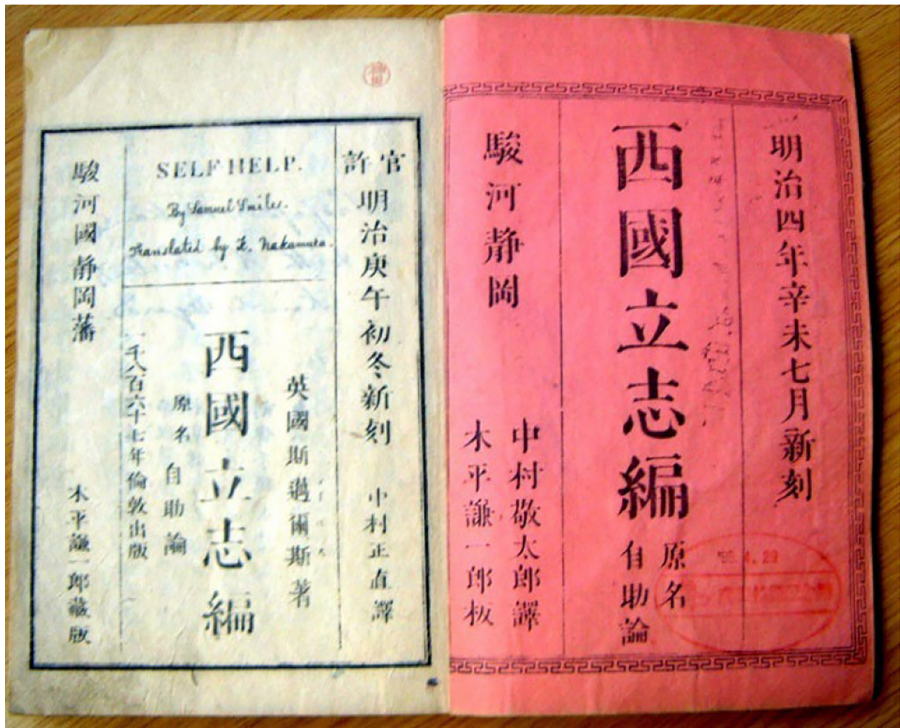 明治四年辛未七月新刻
西國立志編
原名
自助論
駿河靜岡
中村敬太郎譯
木平謙一郎板
官許
明治庚午初冬新刻
中村正直譯
SELF HELP.
By Samuel Smiles.
Translated by K. Nakamura.
英國斯邁爾斯著
西國立志編
原名自助論
一千八百六十七年倫敦出版
駿河國靜岡藩
木平謙一郎藏版